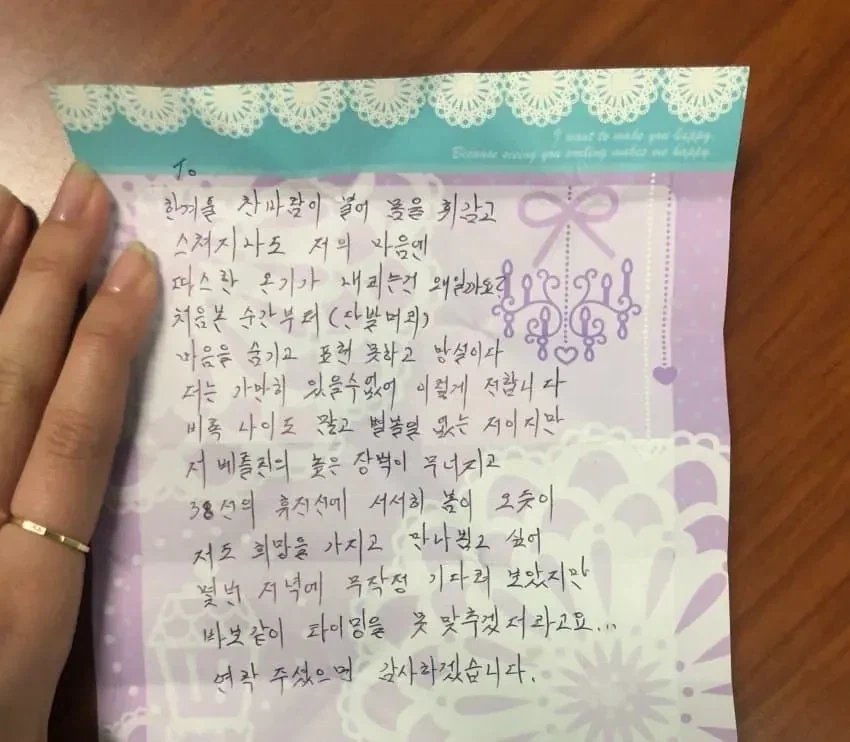 I want to make you happy.
Because seeing you smiling makes me happy.
To
한겨울 찬바람이 불어 몸을 휘감고
스쳐지나도 저의 마음엔
따스한 온기가 내피는건 왜일까요?
처음본 순간부터 (단발머리)
마음을 숨기고 표현 못하고 망설이다
더는 가만히 있을수없어 이렇게 전합니다
비록 나이도 많고 별볼일 없는 저이지만
저 베를린의 높은 장벽이 무너지고
38선의 휴전선에 서서히 봄이 오듯이
저도 희망을 가지고 만나뵙고 싶어
몇번 저녁에 무작정 기다려 보았지만
바보같이 타이밍을 못 맞추겠더라고요...
연락 주셨으면 감사하겠습니다.